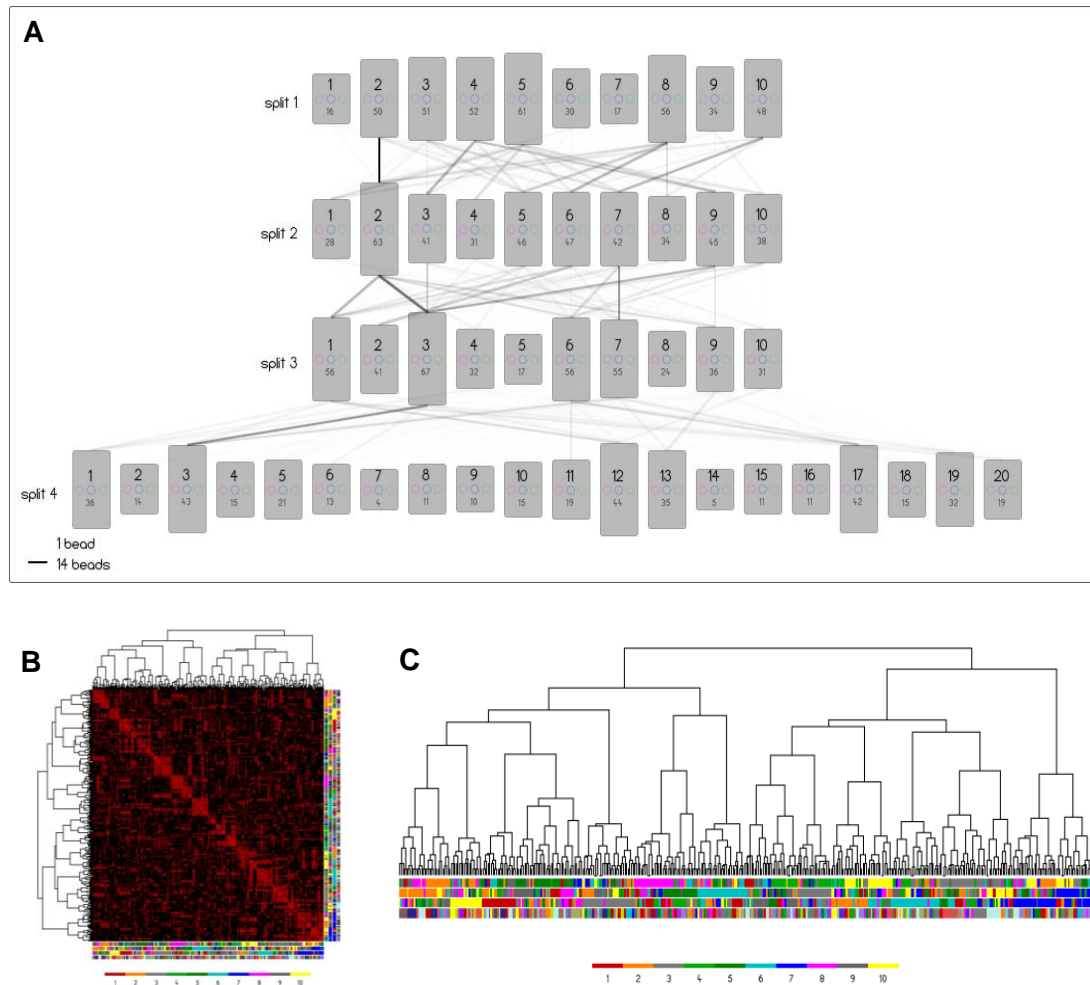 A
1 2 3 4 5 6 7 8 9 10
split 1
16 50 51 52 61 30 17 56 34 48
1 2 3 4 5 6 7 8 9 10
split 2
28 63 41 31 46 47 42 34 45 38
1 2 3 4 5 6 7 8 9 10
split 3
56 41 67 32 17 56 55 24 36 31
1 2 3 4 5 6 7 8 9 10 11 12 13 14 15 16 17 18 19 20
split 4
36 14 43 15 21 13 4 11 10 15 19 44 35 5 11 11 42 15 32 19
1 bead
14 beads
B
C
1 2 3 4 5 6 7 8 9 10
1 2 3 4 5 6 7 8 9 10